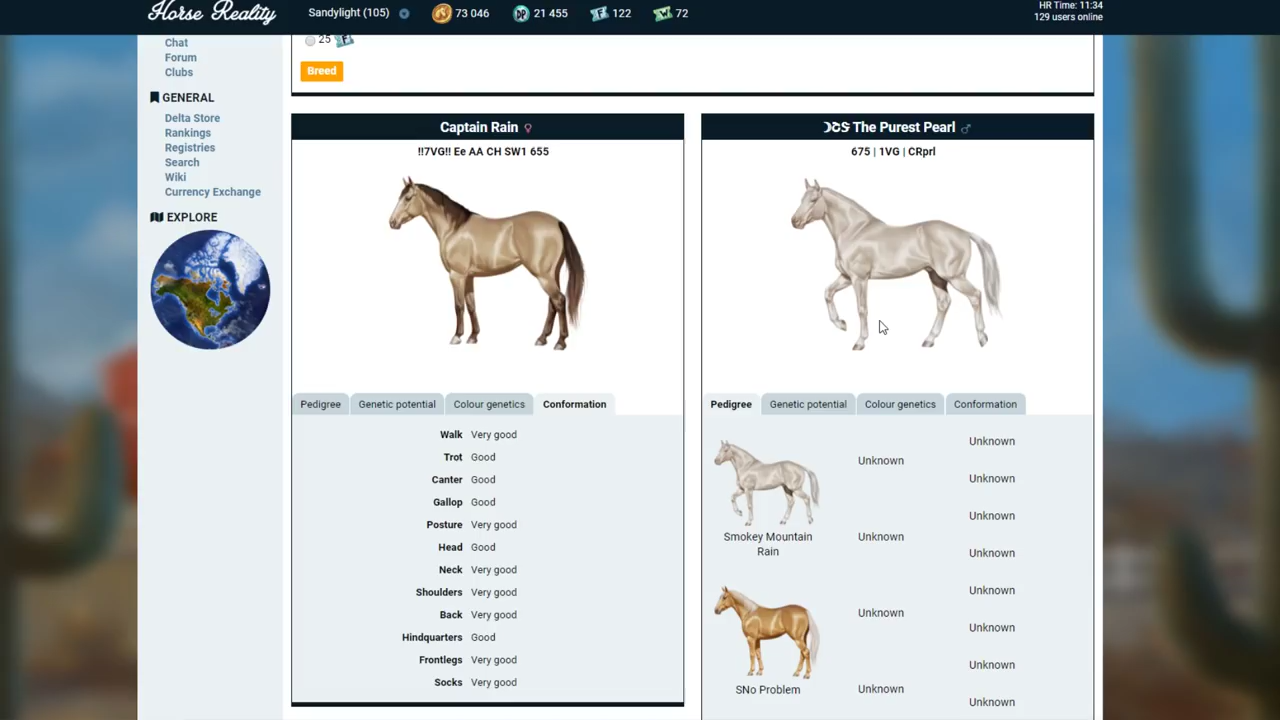 Horse Reality
Sandylight (105)
73 046
DP
21 455
F
122
W
72
HR Time: 11:34
129 users online
Chat
Forum
Clubs
GENERAL
Delta Store
Rankings
Registries
Search
Wiki
Currency Exchange
EXPLORE
25
F
Breed
Captain Rain ♀
!!7VG!! Ee AA CH SW1 655
Pedigree
Genetic potential
Colour genetics
Conformation
Walk Very good
Trot Good
Canter Good
Gallop Good
Posture Very good
Head Good
Neck Very good
Shoulders Very good
Back Very good
Hindquarters Good
Frontlegs Very good
Socks Very good
The Purest Pearl ♂
675 | 1VG | CRprl
Pedigree
Genetic potential
Colour genetics
Conformation
Smokey Mountain
Rain
SNo Problem
Unknown
Unknown
Unknown
Unknown
Unknown
Unknown
Unknown
Unknown
Unknown
Unknown
Unknown
Unknown